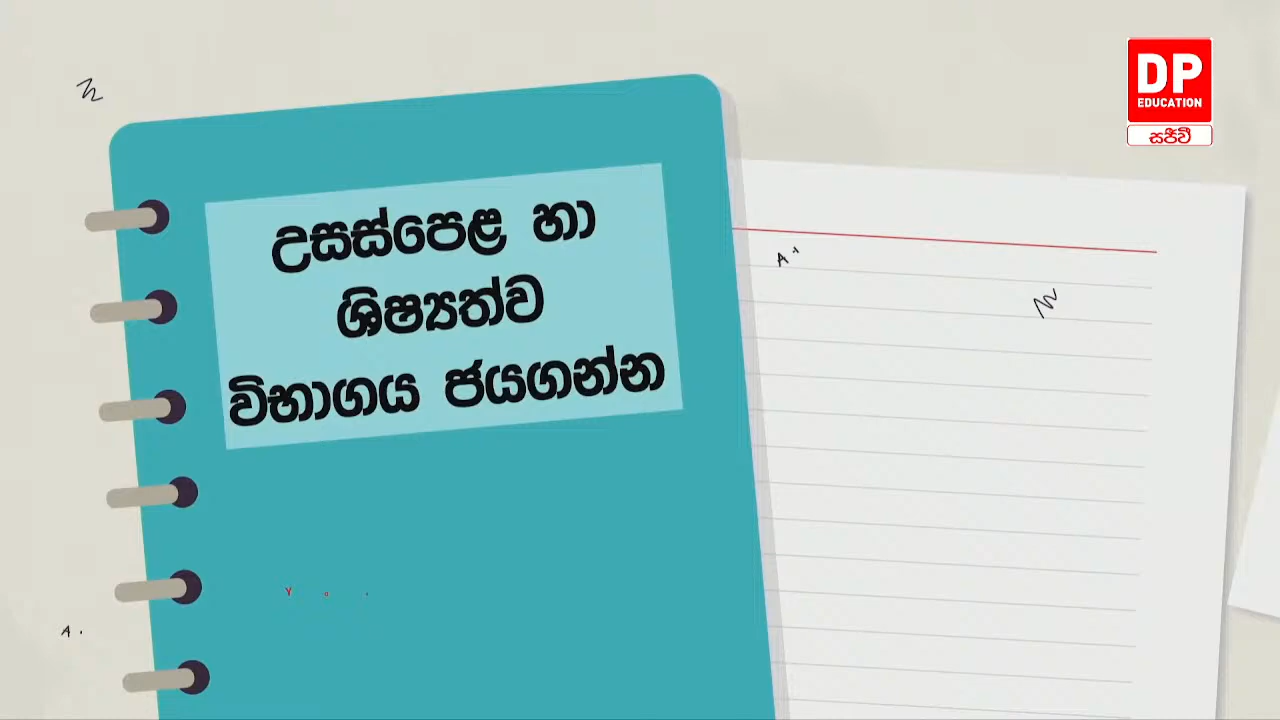 DP
EDUCATION
සජීවී
උසස්පෙළ හා
ශිෂ්‍යත්ව
විභාගය ජයගන්න
A+
A
Y